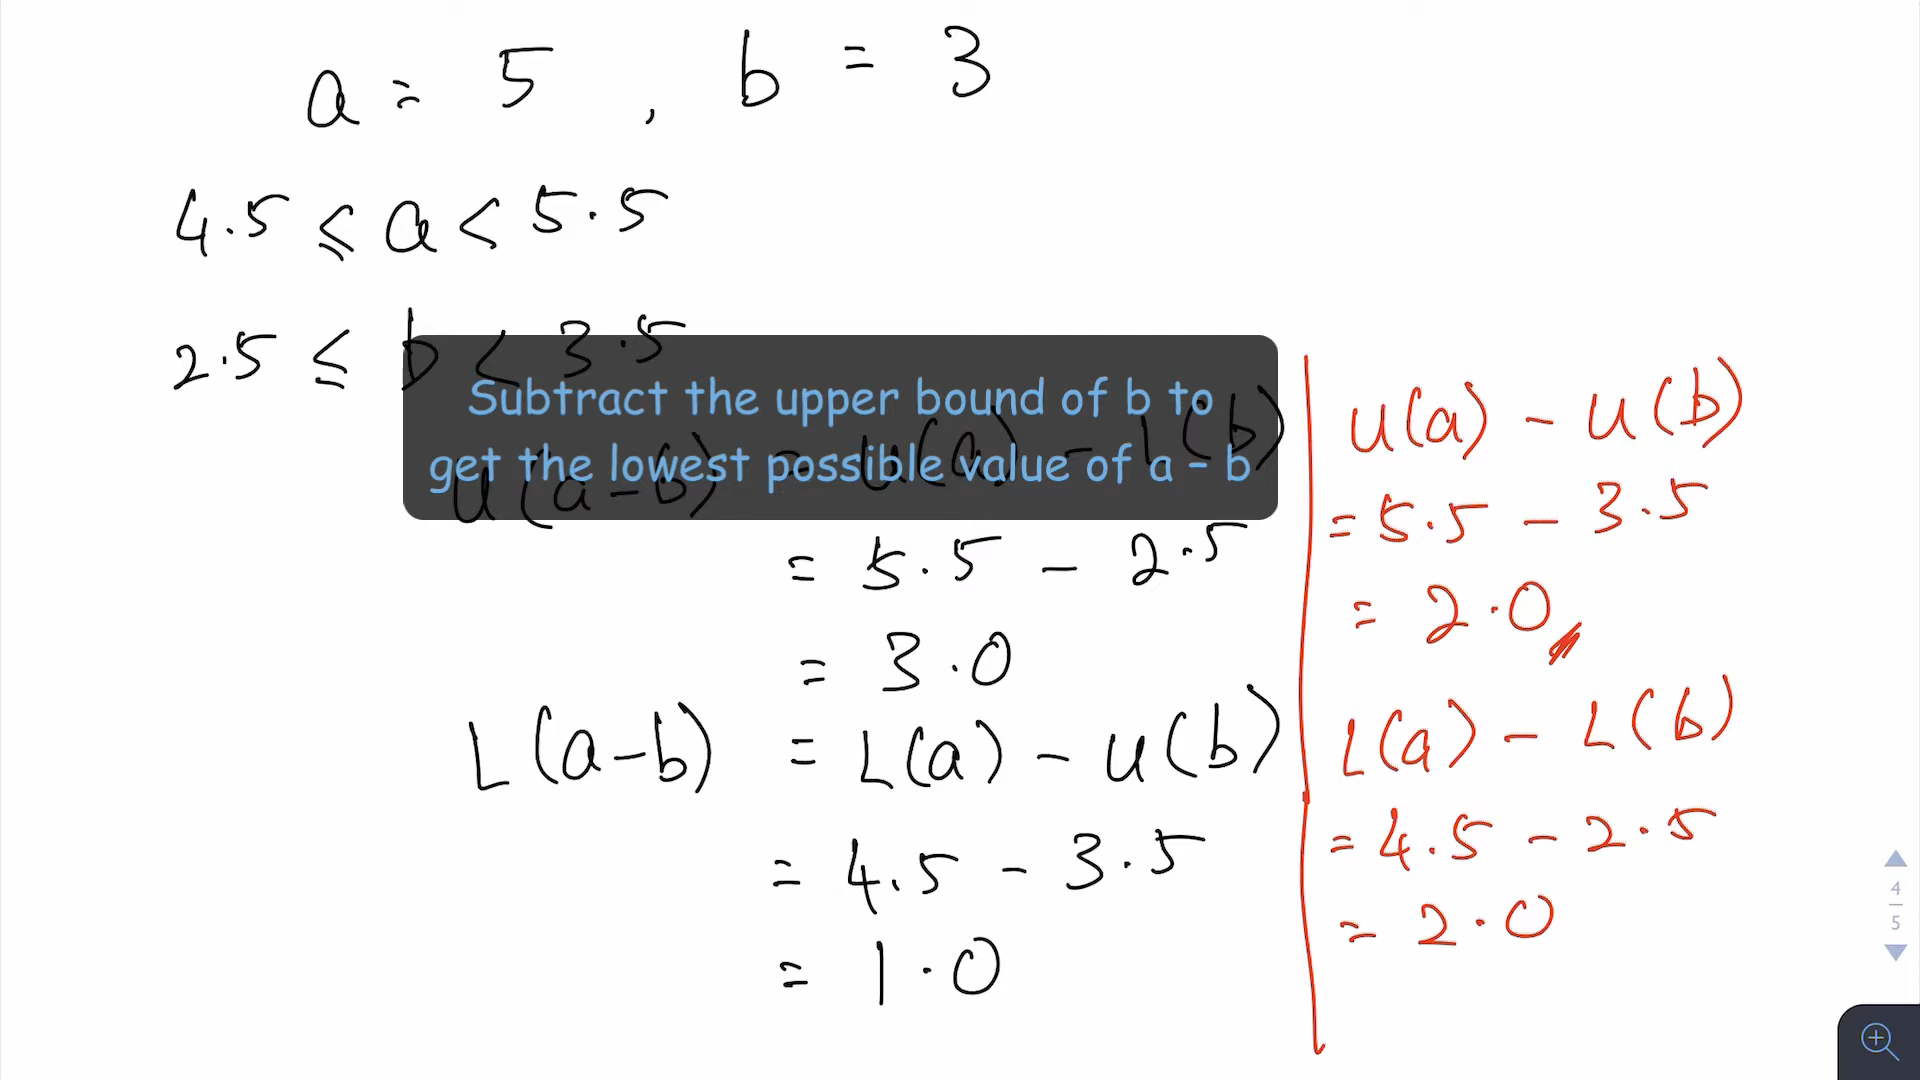 a = 5 , b = 3
4.5 ≤ a < 5.5
2.5 ≤ b < 3.5
Subtract the upper bound of b to
get the lowest possible value of a – b
u(a-b) = u(a) - L(b)
= 5.5 - 2.5
= 3.0
L(a-b) = L(a) - u(b)
= 4.5 - 3.5
= 1.0
u(a) - u(b)
= 5.5 - 3.5
= 2.0
L(a) - L(b)
= 4.5 - 2.5
= 2.0
4
5